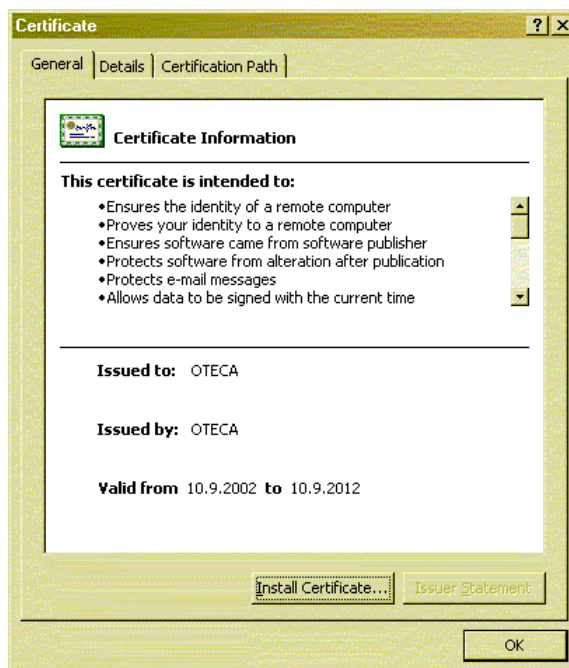 Certificate
General Details Certification Path
Certificate Information
This certificate is intended to:
•Ensures the identity of a remote computer
•Proves your identity to a remote computer
•Ensures software came from software publisher
•Protects software from alteration after publication
•Protects e-mail messages
•Allows data to be signed with the current time
Issued to: OTECA
Issued by: OTECA
Valid from 10.9.2002 to 10.9.2012
Install Certificate... Issuer Statement
OK